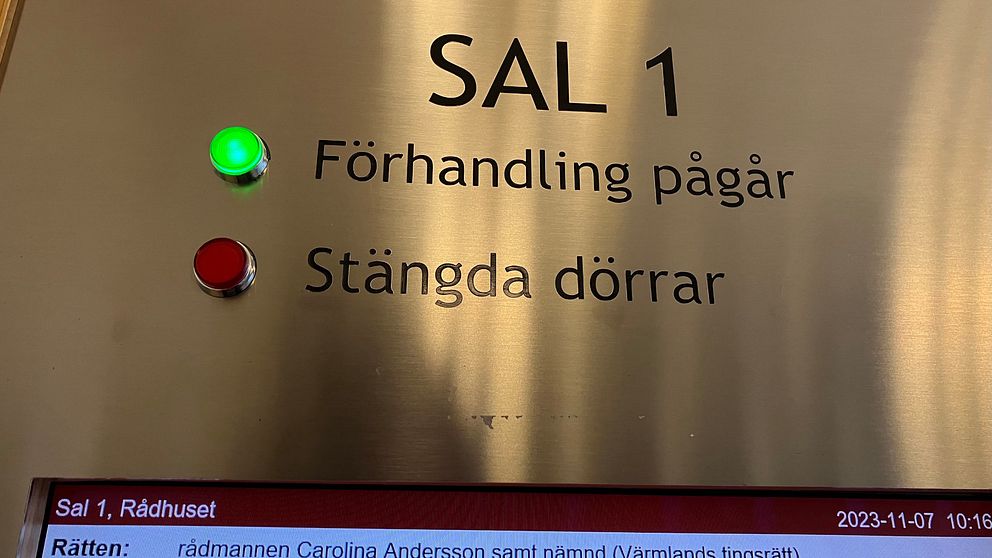 SAL 1
Förhandling pågår
Stängda dörrar
Sal 1, Rådhuset 2023-11-07 10:16
Rätten: rådmannen Carolina Andersson samt nämnd (Värmlands tingsrätt)